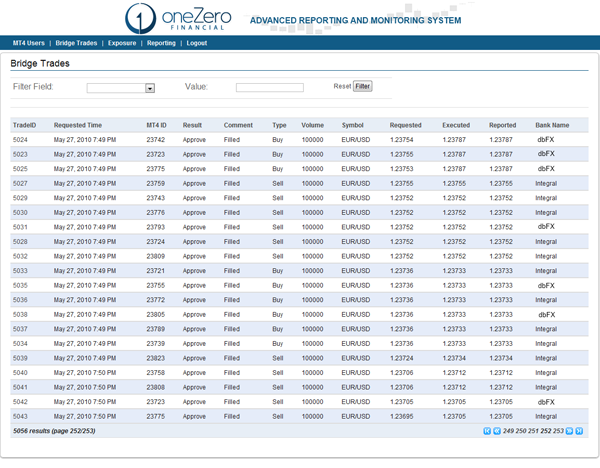 oneZero
FINANCIAL
ADVANCED REPORTING AND MONITORING SYSTEM
MT4 Users | Bridge Trades | Exposure | Reporting | Logout
Bridge Trades
Filter Field: Value: Reset Filter
TradeID Requested Time MT4 ID Result Comment Type Volume Symbol Requested Executed Reported Bank Name
5024 May 27, 2010 7:49 PM 23742 Approve Filled Buy 100000 EUR/USD 1.23754 1.23787 1.23787 dbFX
5023 May 27, 2010 7:49 PM 23723 Approve Filled Buy 100000 EUR/USD 1.23755 1.23787 1.23787 dbFX
5025 May 27, 2010 7:49 PM 23775 Approve Filled Buy 100000 EUR/USD 1.23753 1.23787 1.23787 dbFX
5027 May 27, 2010 7:49 PM 23759 Approve Filled Sell 100000 EUR/USD 1.23755 1.23755 1.23755 Integral
5029 May 27, 2010 7:49 PM 23743 Approve Filled Sell 100000 EUR/USD 1.23752 1.23752 1.23752 Integral
5030 May 27, 2010 7:49 PM 23776 Approve Filled Sell 100000 EUR/USD 1.23752 1.23752 1.23752 Integral
5031 May 27, 2010 7:49 PM 23793 Approve Filled Sell 100000 EUR/USD 1.23752 1.23752 1.23752 dbFX
5028 May 27, 2010 7:49 PM 23724 Approve Filled Sell 100000 EUR/USD 1.23752 1.23752 1.23752 Integral
5032 May 27, 2010 7:49 PM 23809 Approve Filled Sell 100000 EUR/USD 1.23752 1.23752 1.23752 Integral
5033 May 27, 2010 7:49 PM 23721 Approve Filled Buy 100000 EUR/USD 1.23736 1.23733 1.23733 Integral
5035 May 27, 2010 7:49 PM 23755 Approve Filled Buy 100000 EUR/USD 1.23736 1.23733 1.23733 dbFX
5036 May 27, 2010 7:49 PM 23772 Approve Filled Buy 100000 EUR/USD 1.23736 1.23733 1.23733 Integral
5038 May 27, 2010 7:49 PM 23805 Approve Filled Buy 100000 EUR/USD 1.23736 1.23733 1.23733 dbFX
5037 May 27, 2010 7:49 PM 23789 Approve Filled Buy 100000 EUR/USD 1.23736 1.23733 1.23733 Integral
5034 May 27, 2010 7:49 PM 23739 Approve Filled Buy 100000 EUR/USD 1.23736 1.23733 1.23733 Integral
5039 May 27, 2010 7:49 PM 23823 Approve Filled Sell 100000 EUR/USD 1.23724 1.23734 1.23734 Integral
5040 May 27, 2010 7:50 PM 23758 Approve Filled Sell 100000 EUR/USD 1.23706 1.23712 1.23712 Integral
5041 May 27, 2010 7:50 PM 23808 Approve Filled Sell 100000 EUR/USD 1.23706 1.23712 1.23712 Integral
5042 May 27, 2010 7:50 PM 23723 Approve Filled Sell 100000 EUR/USD 1.23705 1.23705 1.23705 dbFX
5043 May 27, 2010 7:50 PM 23775 Approve Filled Sell 100000 EUR/USD 1.23695 1.23705 1.23705 Integral
5056 results (page 252/253) 249 250 251 252 253